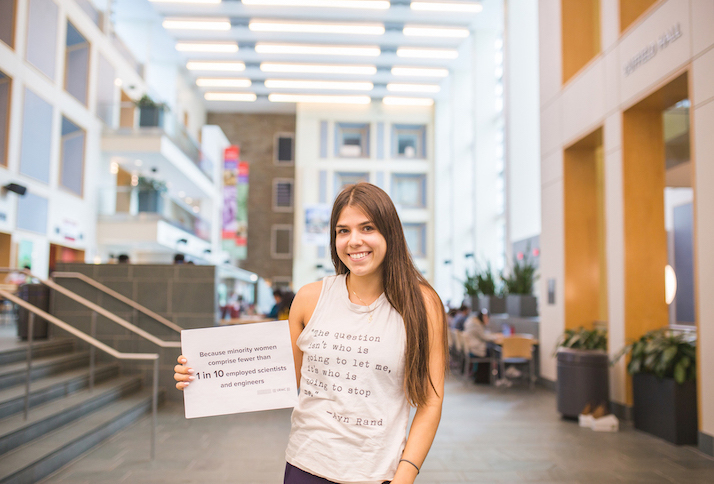 Because minority women
comprise fewer than
1 in 10 employed scientists
and engineers
"The question
isn't who is
going to let me,
it's who is
going to stop
me."
—Ayn Rand